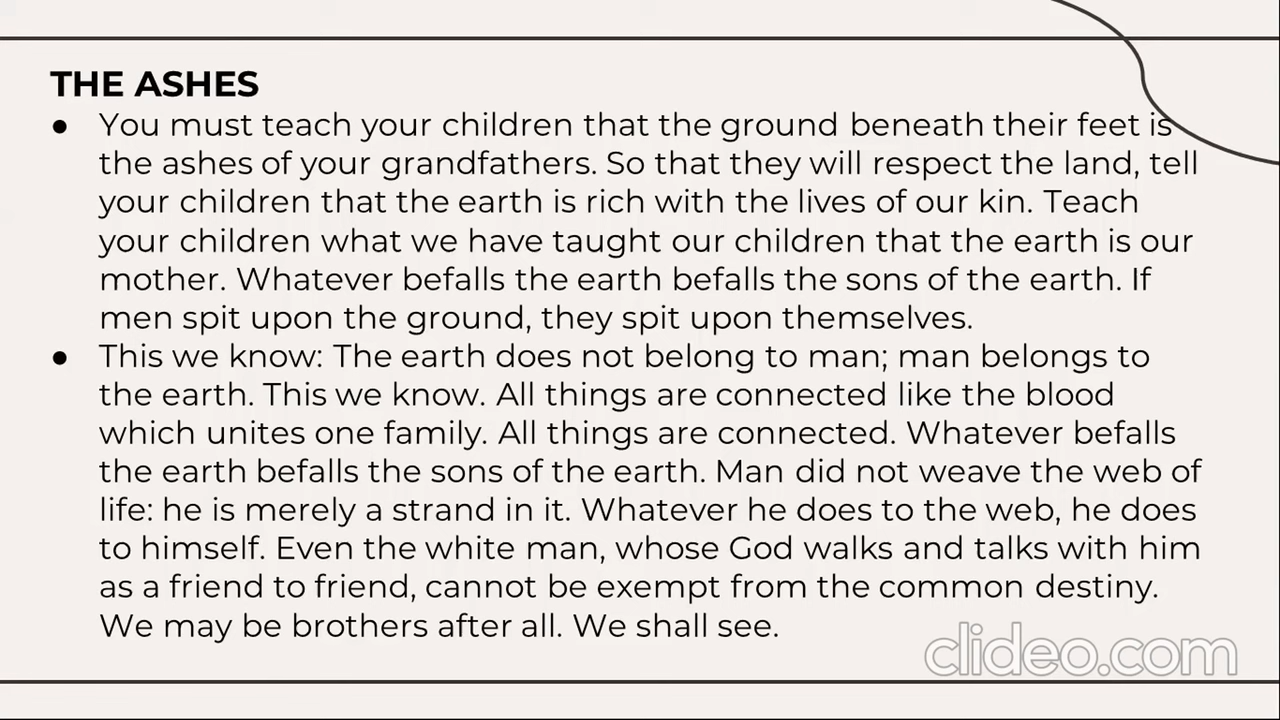 THE ASHES
● You must teach your children that the ground beneath their feet is
the ashes of your grandfathers. So that they will respect the land, tell
your children that the earth is rich with the lives of our kin. Teach
your children what we have taught our children that the earth is our
mother. Whatever befalls the earth befalls the sons of the earth. If
men spit upon the ground, they spit upon themselves.
● This we know: The earth does not belong to man; man belongs to
the earth. This we know. All things are connected like the blood
which unites one family. All things are connected. Whatever befalls
the earth befalls the sons of the earth. Man did not weave the web of
life: he is merely a strand in it. Whatever he does to the web, he does
to himself. Even the white man, whose God walks and talks with him
as a friend to friend, cannot be exempt from the common destiny.
We may be brothers after all. We shall see.
clideo.com